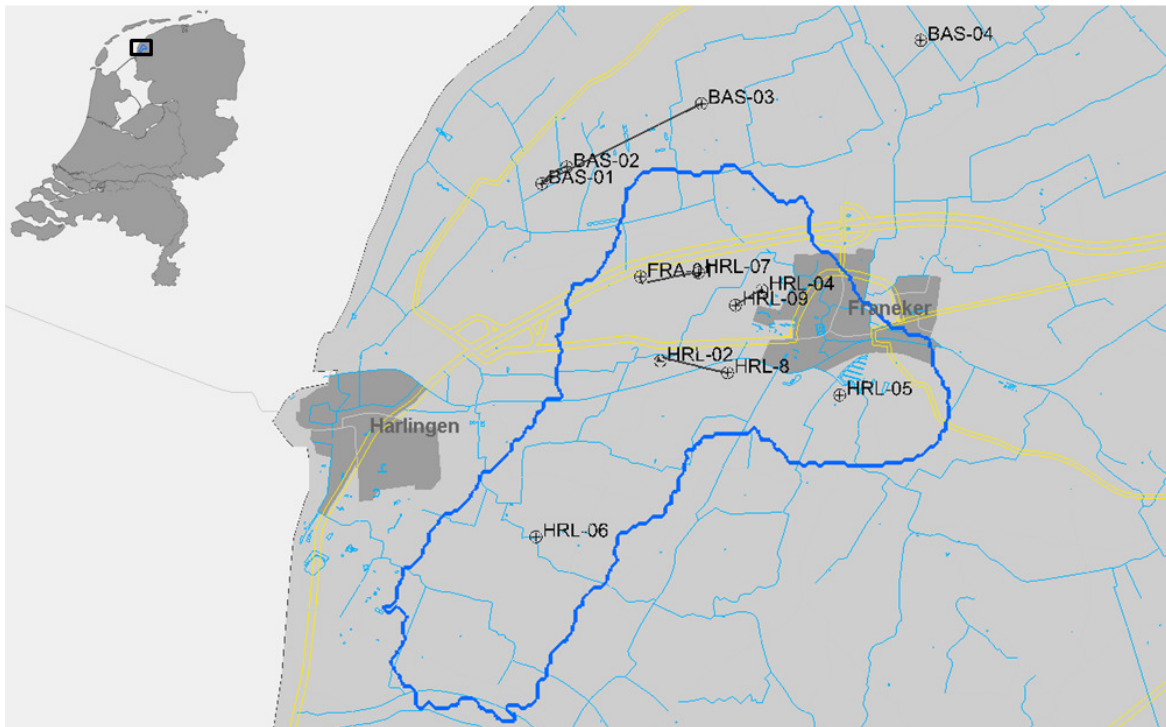 BAS-04
BAS-03
BAS-02
BAS-01
FRA-01
HRL-07
HRL-04
HRL-09
Franeker
HRL-02
HRL-8
HRL-05
Harlingen
HRL-06